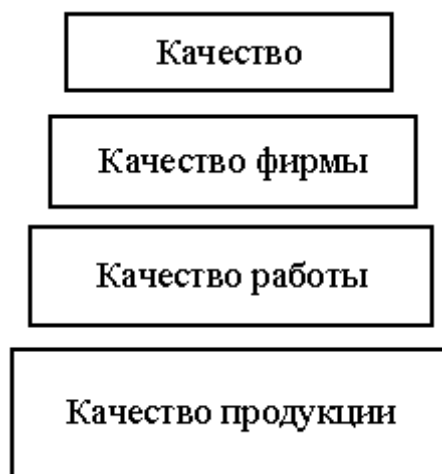 Качество
Качество фирмы
Качество работы
Качество продукции